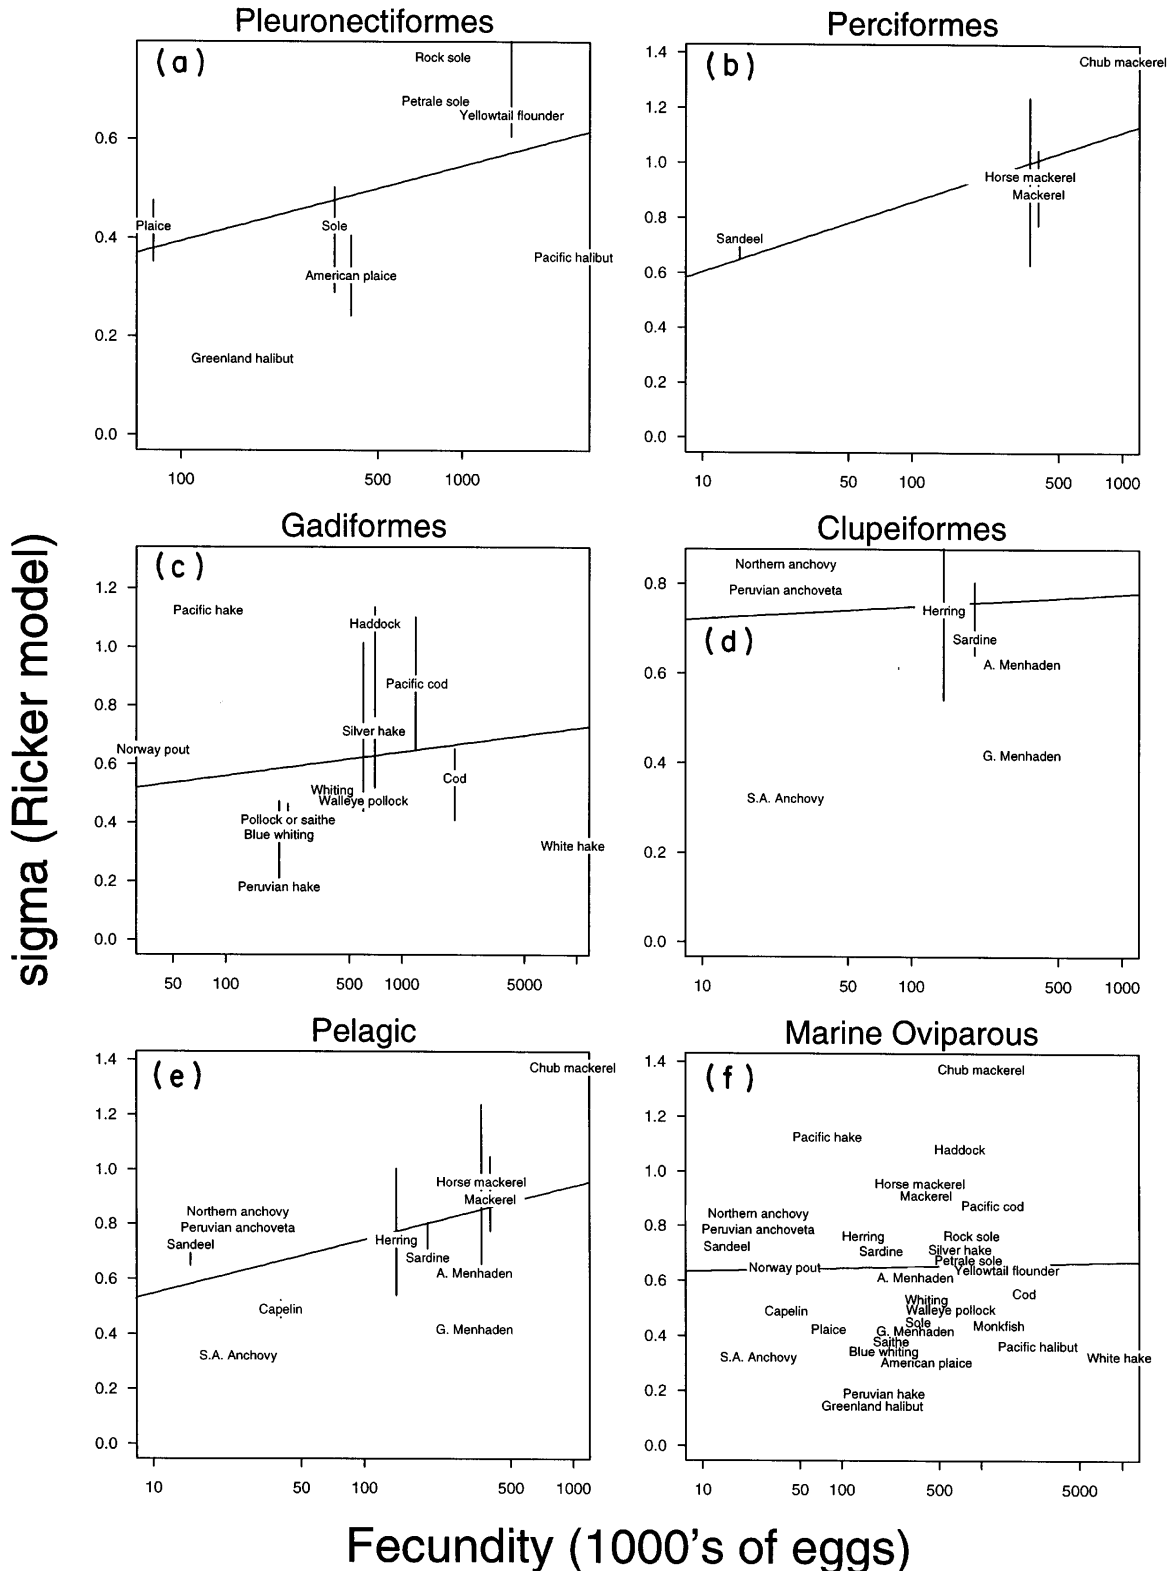 sigma (Ricker model)
Pleuronectiformes
(a)
Rock sole
Petrale sole
Yellowtail flounder
Plaice
Sole
Pacific halibut
American plaice
Greenland halibut
0.6
0.4
0.2
0.0
100 500 1000
Perciformes
(b)
Chub mackerel
Horse mackerel
Mackerel
Sandeel
1.4
1.2
1.0
0.8
0.6
0.4
0.2
0.0
10 50 100 500 1000
Gadiformes
(c)
Pacific hake
Haddock
Pacific cod
Silver hake
Norway pout
Cod
Whiting
Walleye pollock
Pollock or saithe
Blue whiting
White hake
Peruvian hake
1.2
1.0
0.8
0.6
0.4
0.2
0.0
50 100 500 1000 5000
Clupeiformes
Northern anchovy
Peruvian anchoveta
Herring
(d)
Sardine
A. Menhaden
G. Menhaden
S.A. Anchovy
0.8
0.6
0.4
0.2
0.0
10 50 100 500 1000
Pelagic
(e)
Chub mackerel
Horse mackerel
Mackerel
Northern anchovy
Peruvian anchoveta
Sandeel
Herring
Sardine
A. Menhaden
Capelin
G. Menhaden
S.A. Anchovy
1.4
1.2
1.0
0.8
0.6
0.4
0.2
0.0
10 50 100 500 1000
Marine Oviparous
(f)
Chub mackerel
Pacific hake
Haddock
Horse mackerel
Mackerel
Pacific cod
Northern anchovy
Peruvian anchoveta
Sandeel
Herring
Rock sole
Sardine
Silver hake
Petrale sole
Norway pout
Yellowtail flounder
A. Menhaden
Cod
Whiting
Capelin
Walleye pollock
Sole
Monkfish
Plaice
G. Menhaden
Saithe
Pacific halibut
Blue whiting
S.A. Anchovy
White hake
American plaice
Peruvian hake
Greenland halibut
1.4
1.2
1.0
0.8
0.6
0.4
0.2
0.0
10 50 100 500 5000
Fecundity (1000's of eggs)